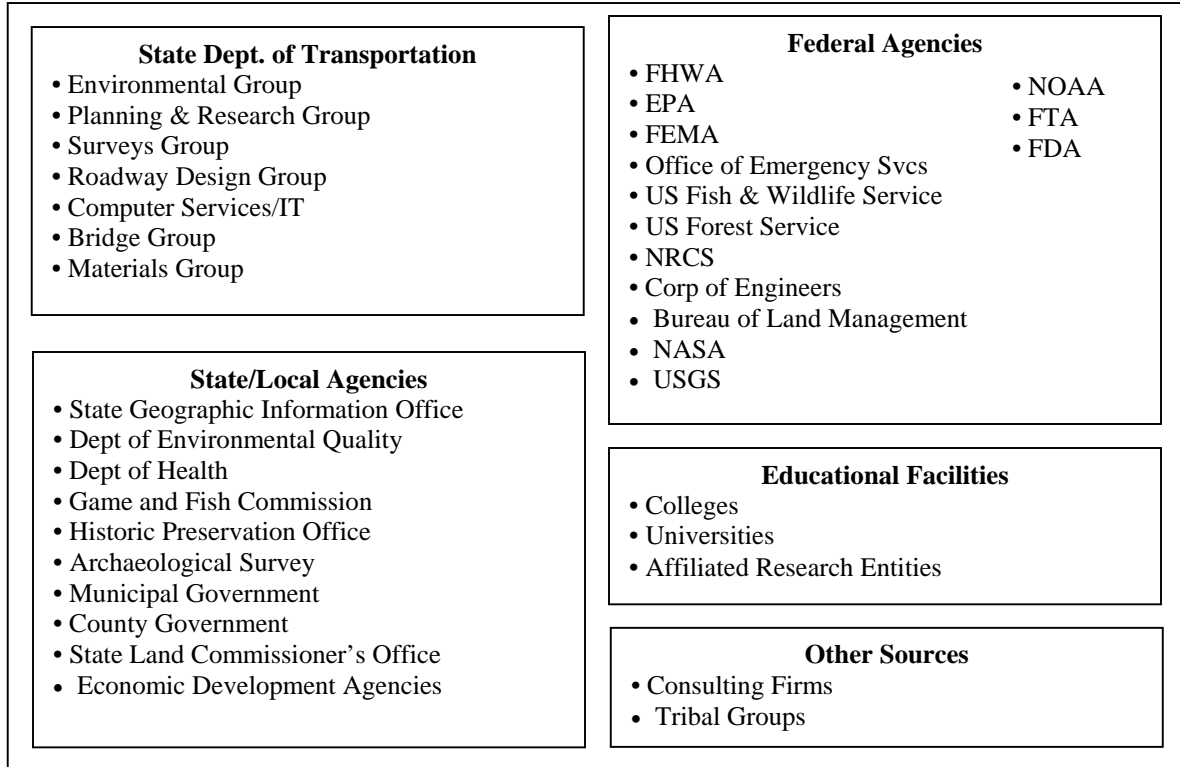 State Dept. of Transportation
• Environmental Group
• Planning & Research Group
• Surveys Group
• Roadway Design Group
• Computer Services/IT
• Bridge Group
• Materials Group
State/Local Agencies
• State Geographic Information Office
• Dept of Environmental Quality
• Dept of Health
• Game and Fish Commission
• Historic Preservation Office
• Archaeological Survey
• Municipal Government
• County Government
• State Land Commissioner's Office
• Economic Development Agencies
Federal Agencies
• FHWA
• EPA
• FEMA
• Office of Emergency Svcs
• US Fish & Wildlife Service
• US Forest Service
• NRCS
• Corp of Engineers
• Bureau of Land Management
• NASA
• USGS
• NOAA
• FTA
• FDA
Educational Facilities
• Colleges
• Universities
• Affiliated Research Entities
Other Sources
• Consulting Firms
• Tribal Groups